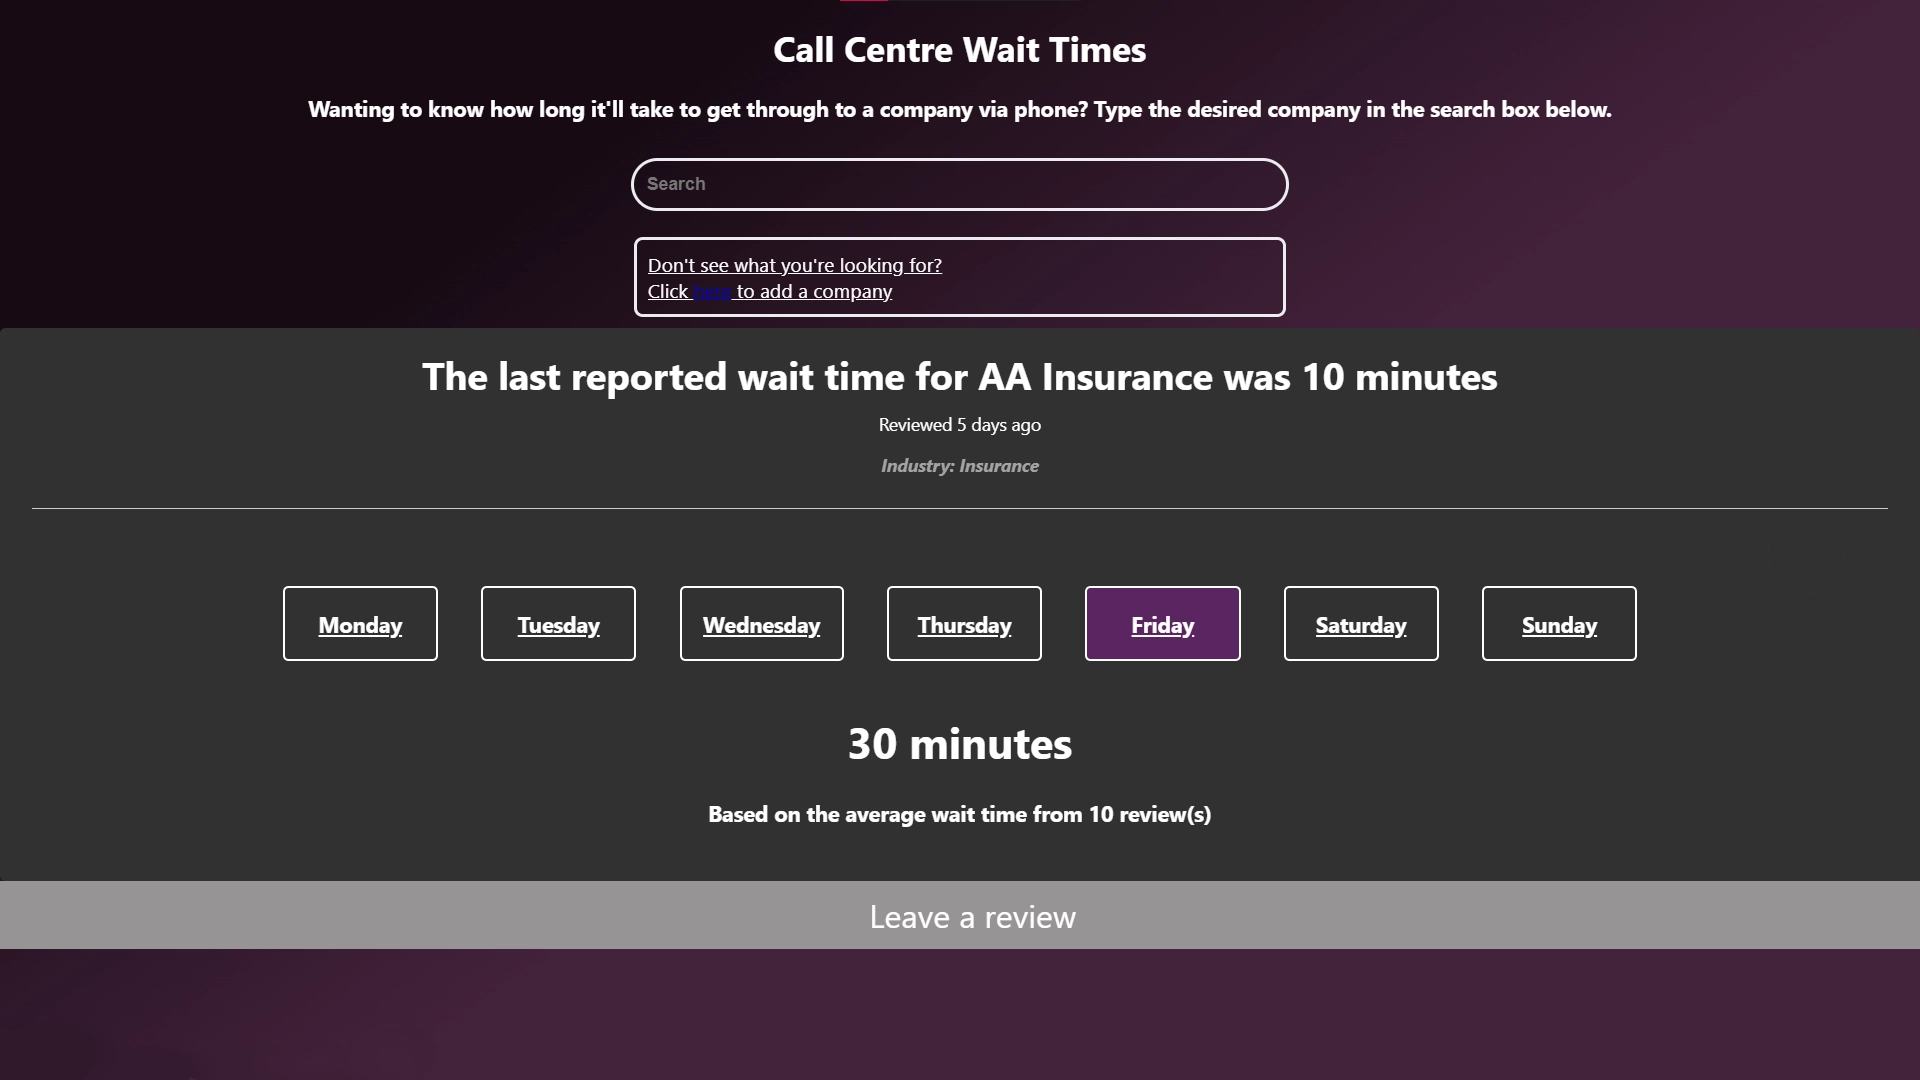 Call Centre Wait Times
Wanting to know how long it'll take to get through to a company via phone? Type the desired company in the search box below.
Search
Don't see what you're looking for?
Click here to add a company
The last reported wait time for AA Insurance was 10 minutes
Reviewed 5 days ago
Industry: Insurance
Monday
Tuesday
Wednesday
Thursday
Friday
Saturday
Sunday
30 minutes
Based on the average wait time from 10 review(s)
Leave a review